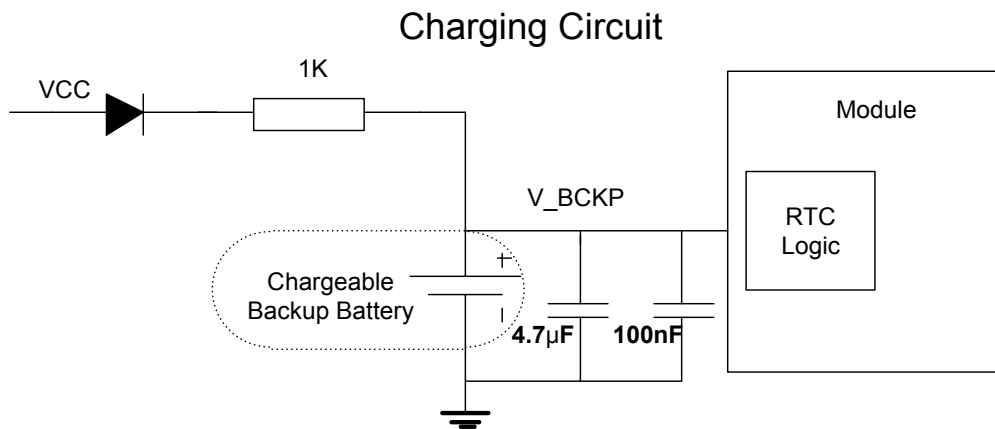 Charging Circuit
1K
VCC
Module
V_BCKP
RTC
Logic
Chargeable
Backup Battery
+
4.7μF
100nF